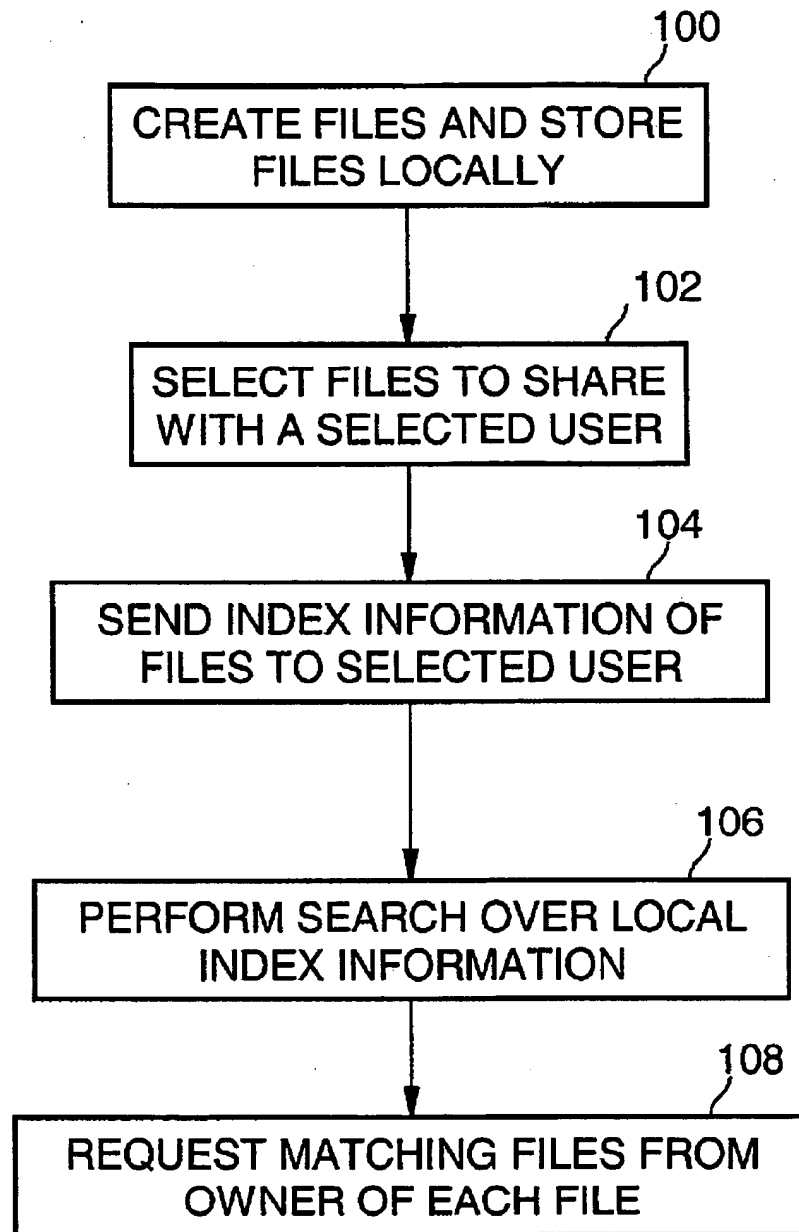 100
CREATE FILES AND STORE
FILES LOCALLY
102
SELECT FILES TO SHARE
WITH A SELECTED USER
104
SEND INDEX INFORMATION OF
FILES TO SELECTED USER
106
PERFORM SEARCH OVER LOCAL
INDEX INFORMATION
108
REQUEST MATCHING FILES FROM
OWNER OF EACH FILE